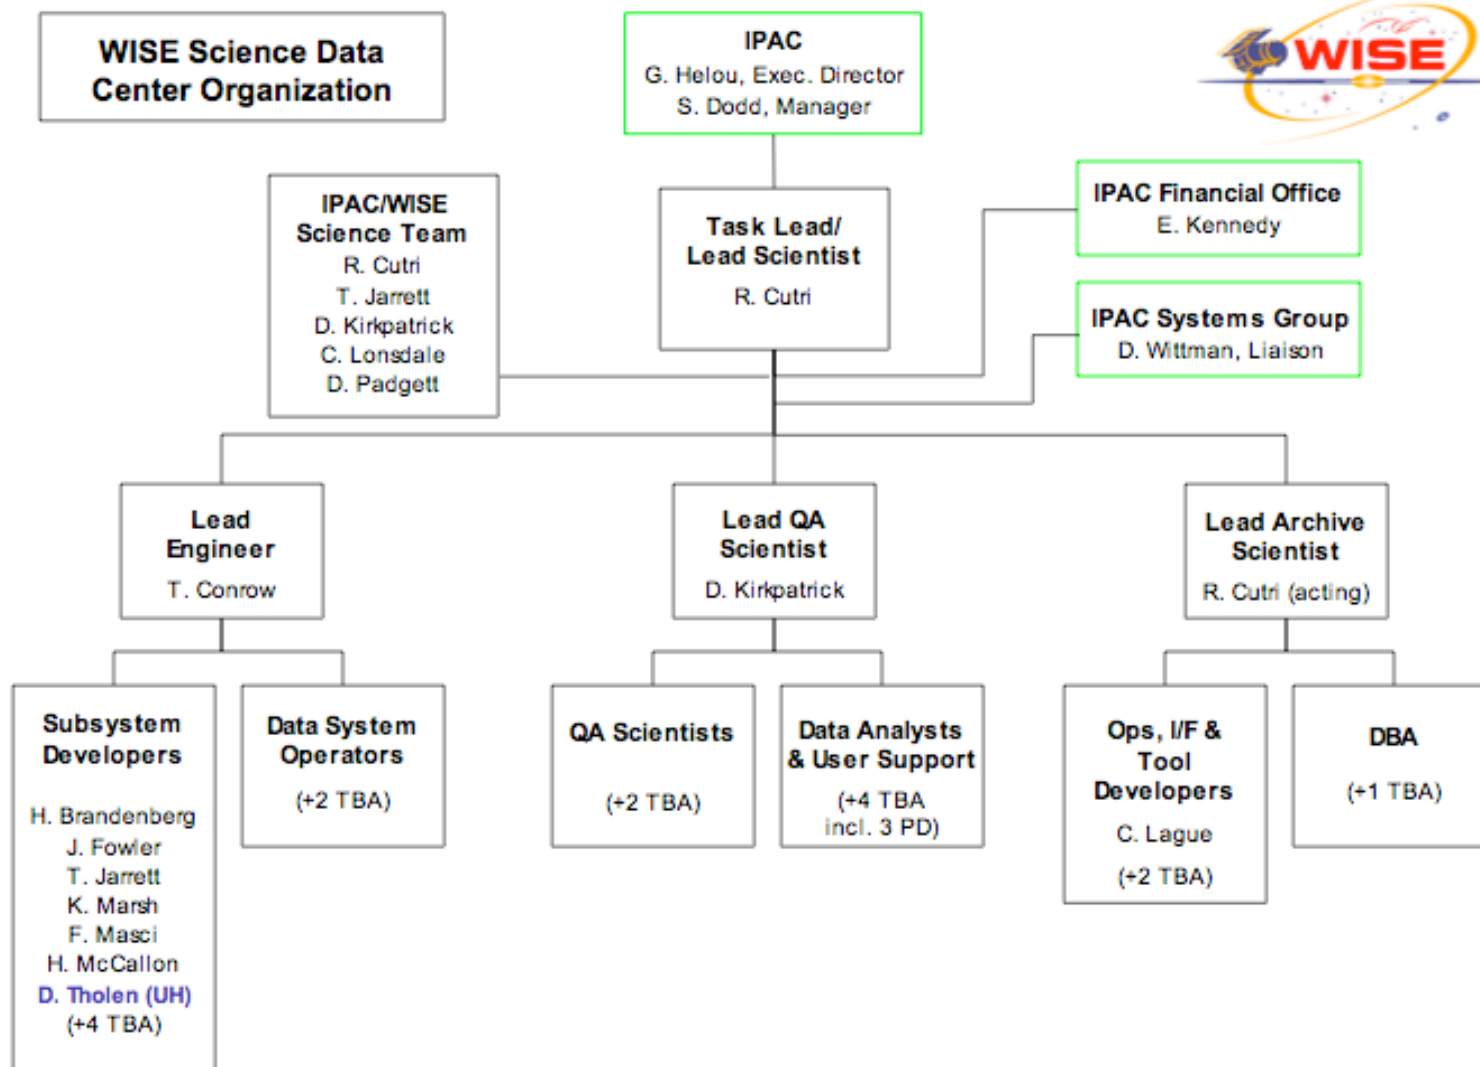 WISE Science Data
Center Organization
IPAC
G. Helou, Exec. Director
S. Dodd, Manager
WISE
IPAC/WISE
Science Team
R. Cutri
T. Jarrett
D. Kirkpatrick
C. Lonsdale
D. Padgett
Task Lead/
Lead Scientist
R. Cutri
IPAC Financial Office
E. Kennedy
IPAC Systems Group
D. Wittman, Liaison
Lead
Engineer
T. Conrow
Lead QA
Scientist
D. Kirkpatrick
Lead Archive
Scientist
R. Cutri (acting)
Subsystem
Developers
H. Brandenberg
J. Fowler
T. Jarrett
K. Marsh
F. Masci
H. McCallon
D. Tholen (UH)
(+4 TBA)
Data System
Operators
(+2 TBA)
QA Scientists
(+2 TBA)
Data Analysts
& User Support
(+4 TBA
incl. 3 PD)
Ops, I/F &
Tool
Developers
C. Lague
(+2 TBA)
DBA
(+1 TBA)